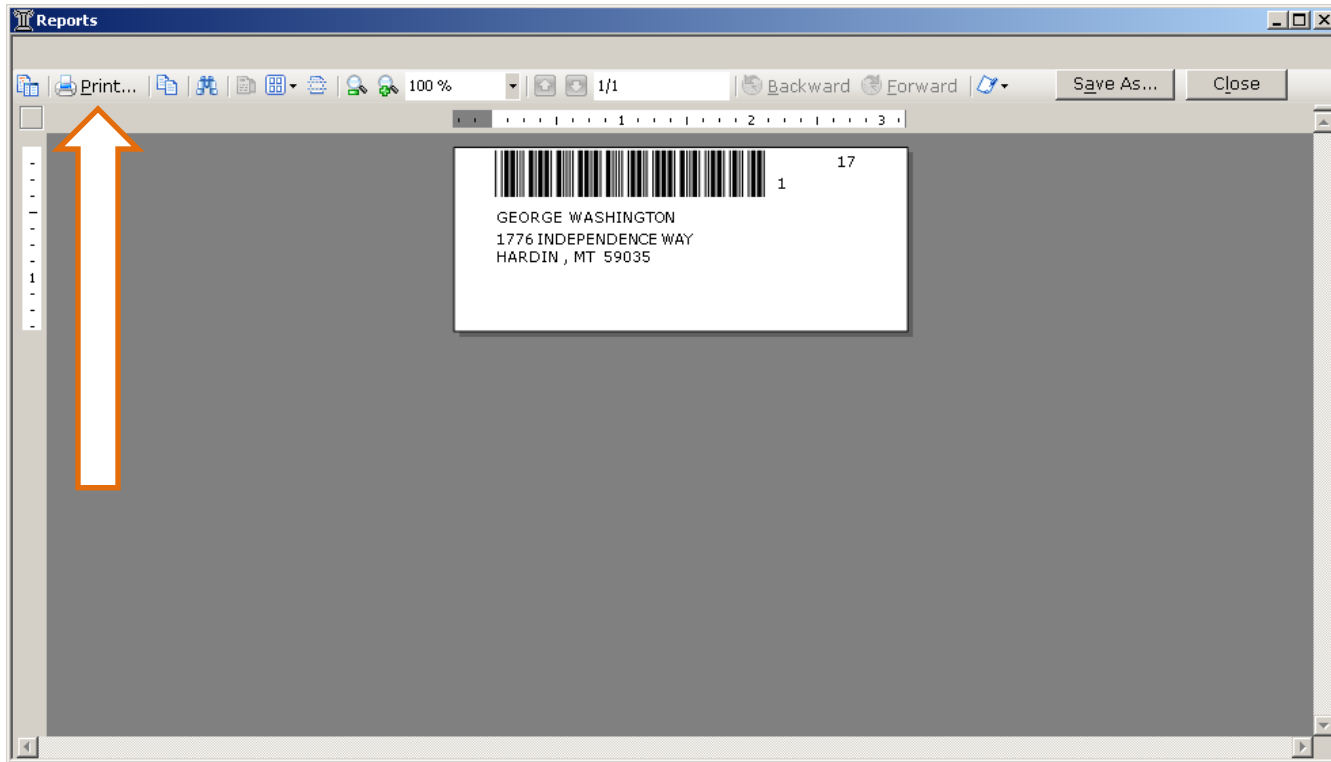 Reports
Print... 100 % 1/1 Backward Forward Save As... Close
1 2 3
1
17
1
GEORGE WASHINGTON
1776 INDEPENDENCE WAY
HARDIN , MT 59035